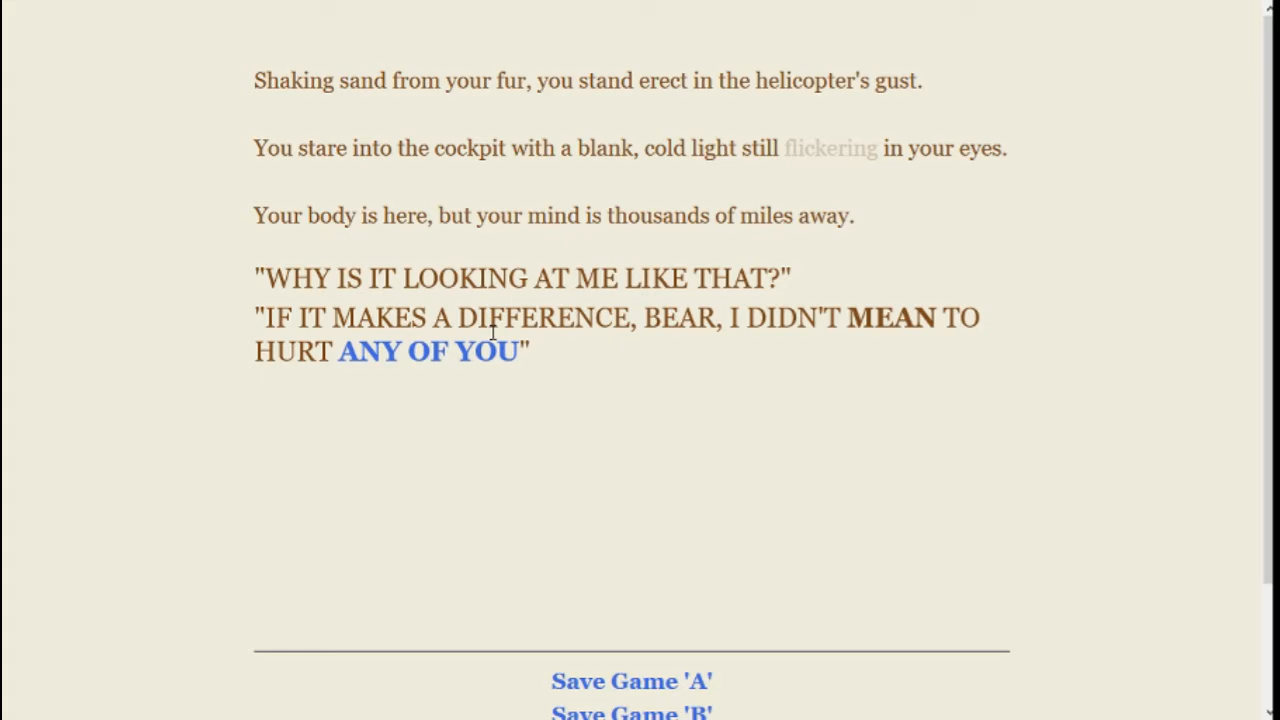 Shaking sand from your fur, you stand erect in the helicopter's gust.
You stare into the cockpit with a blank, cold light still flickering in your eyes.
Your body is here, but your mind is thousands of miles away.
"WHY IS IT LOOKING AT ME LIKE THAT?"
"IF IT MAKES A DIFFERENCE, BEAR, I DIDN'T MEAN TO
HURT ANY OF YOU"
Save Game 'A'
Save Game 'B'